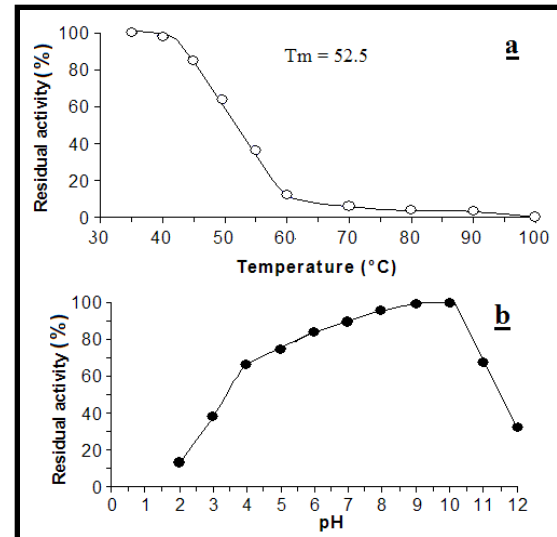 a
Tm = 52.5
Residual activity (%)
100
80
60
40
20
0
30 40 50 60 70 80 90 100
Temperature (°C)
b
Residual activity (%)
100
80
60
40
20
0
0 1 2 3 4 5 6 7 8 9 10 11 12
pH